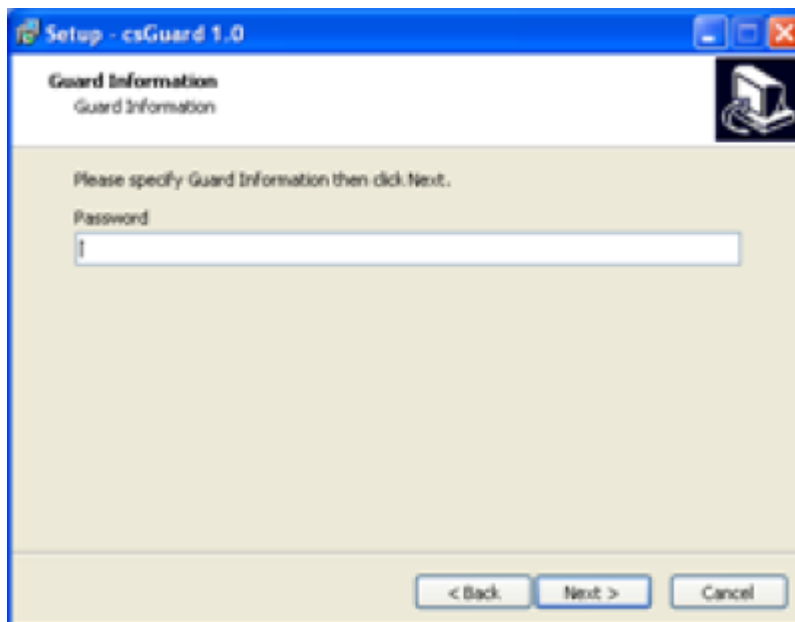 Setup - csGuard 1.0
Guard Information
Guard Information
Please specify Guard Information then click Next.
Password
< Back Next > Cancel